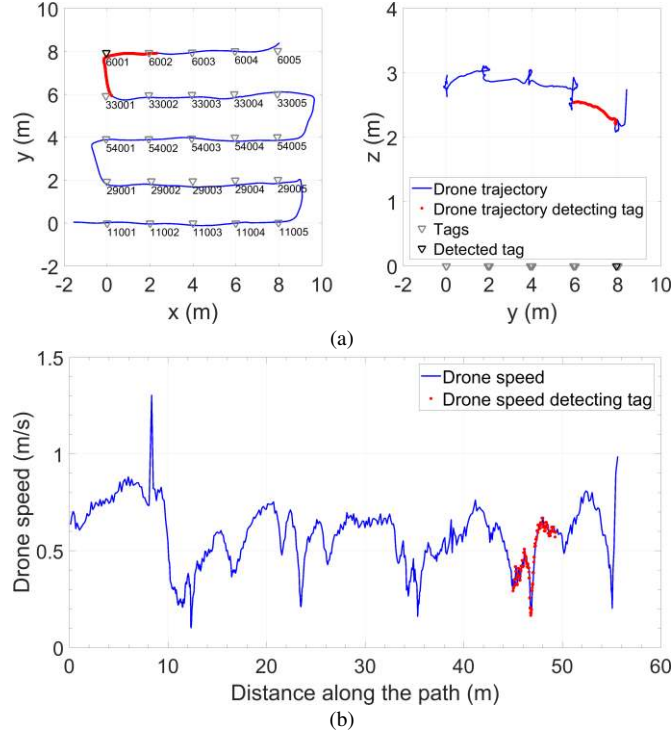 10
8
6
4
2
0
-2
-2 0 2 4 6 8 10
y (m)
x (m)
6001 6002 6003 6004 6005
33001 33002 33003 33004 33005
54001 54002 54003 54004 54005
29001 29002 29003 29004 29005
11001 11002 11003 11004 11005
4
3
2
1
0
-2 0 2 4 6 8 10
z (m)
y (m)
Drone trajectory
Drone trajectory detecting tag
Tags
Detected tag
(a)
1.5
1
0.5
0
0 10 20 30 40 50 60
Drone speed (m/s)
Distance along the path (m)
Drone speed
Drone speed detecting tag
(b)